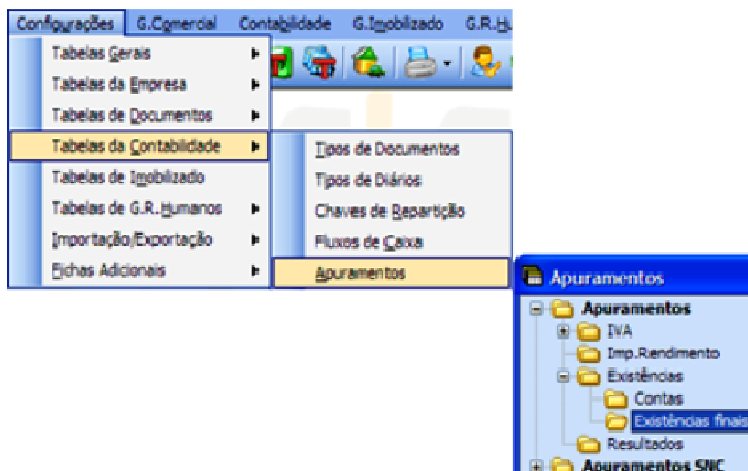 Configurações G.Comercial Contabilidade G.Imobilizado G.R.Hu
Tabelas Gerais
Tabelas da Empresa
Tabelas de Documentos
Tabelas da Contabilidade
Tabelas de Imobilizado
Tabelas de G.R.Humanos
Importação/Exportação
Fichas Adicionais
Tipos de Documentos
Tipos de Diários
Chaves de Repartição
Fluxos de Caixa
Apuramentos
Apuramentos
Apuramentos
IVA
Imp.Rendimento
Existências
Contas
Existências finais
Resultados
Apuramentos SNC